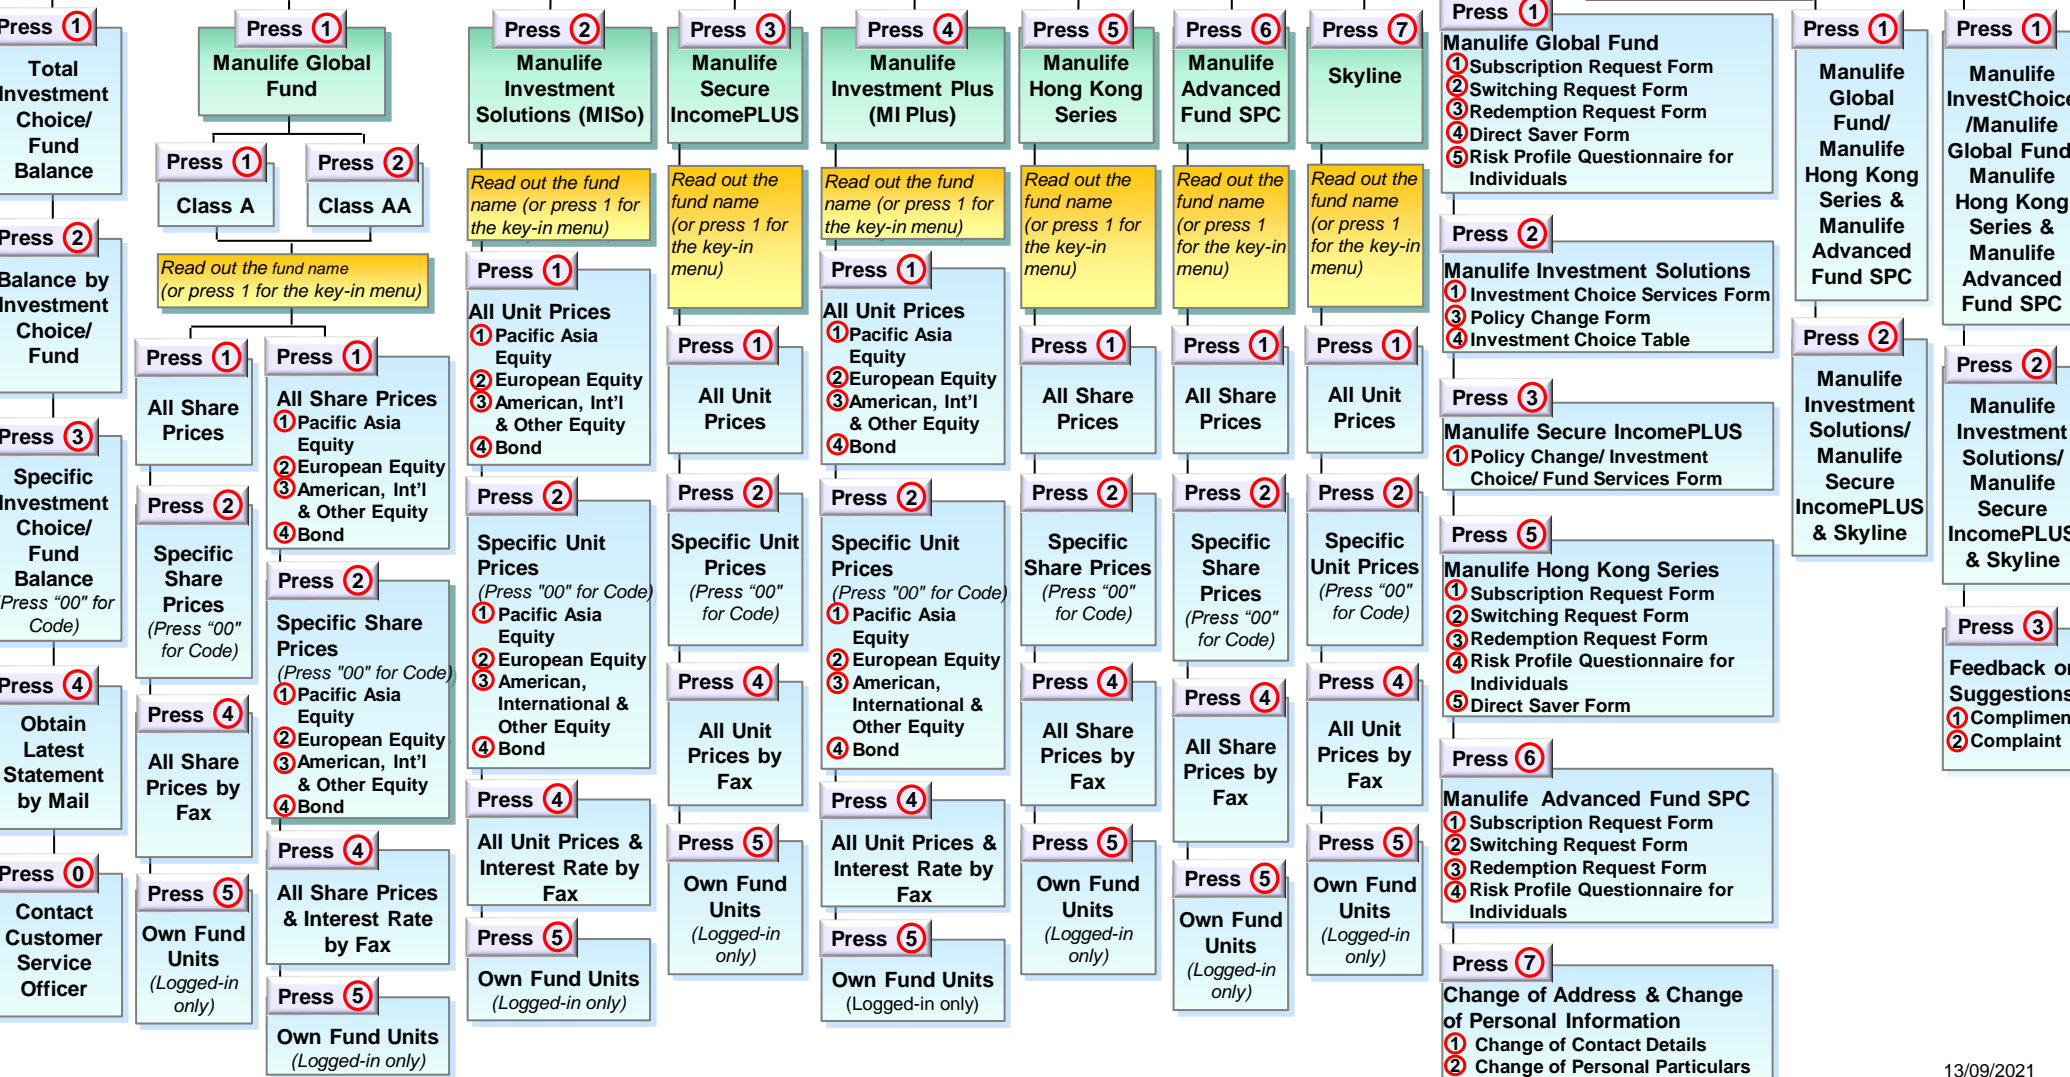 Press 1
Total
Investment
Choice/
Fund
Balance
Press 2
Balance by
Investment
Choice/
Fund
Press 3
Specific
Investment
Choice/
Fund
Balance
(Press “00” for
Code)
Press 4
Obtain
Latest
Statement
by Mail
Press 0
Contact
Customer
Service
Officer
Press 1
Manulife Global
Fund
Press 1
Class A
Press 2
Class AA
Read out the fund name
(or press 1 for the key-in menu)
Press 1
All Share
Prices
Press 2
Specific
Share
Prices
(Press “00”
for Code)
Press 4
All Share
Prices by
Fax
Press 5
Own Fund
Units
(Logged-in
only)
Press 1
All Share Prices
1 Pacific Asia
Equity
2 European Equity
3 American, Int’l
& Other Equity
4 Bond
Press 2
Specific Share
Prices
(Press "00" for Code)
1 Pacific Asia
Equity
2 European Equity
3 American, Int’l
& Other Equity
4 Bond
Press 4
All Share Prices
& Interest Rate
by Fax
Press 5
Own Fund Units
(Logged-in only)
Press 2
Manulife
Investment
Solutions (MISo)
Read out the fund
name (or press 1 for
the key-in menu)
Press 1
All Unit Prices
1 Pacific Asia
Equity
2 European Equity
3 American, Int’l
& Other Equity
4 Bond
Press 2
Specific Unit
Prices
(Press "00" for Code)
1 Pacific Asia
Equity
2 European Equity
3 American,
International &
Other Equity
4 Bond
Press 4
All Unit Prices &
Interest Rate by
Fax
Press 5
Own Fund Units
(Logged-in only)
Press 3
Manulife
Secure
IncomePLUS
Read out the
fund name
(or press 1 for
the key-in
menu)
Press 1
All Unit
Prices
Press 2
Specific Unit
Prices
(Press “00”
for Code)
Press 4
All Unit
Prices by
Fax
Press 5
Own Fund
Units
(Logged-in
only)
Press 4
Manulife
Investment Plus
(MI Plus)
Read out the fund
name (or press 1 for
the key-in menu)
Press 1
All Unit Prices
1 Pacific Asia
Equity
2 European Equity
3 American, Int’l
& Other Equity
4 Bond
Press 2
Specific Unit
Prices
(Press "00" for Code)
1 Pacific Asia
Equity
2 European Equity
3 American,
International &
Other Equity
4 Bond
Press 4
All Unit Prices &
Interest Rate by
Fax
Press 5
Own Fund Units
(Logged-in only)
Press 5
Manulife
Hong Kong
Series
Read out the
fund name
(or press 1 for
the key-in
menu)
Press 1
All Share
Prices
Press 2
Specific
Share Prices
(Press “00”
for Code)
Press 4
All Share
Prices by
Fax
Press 5
Own Fund
Units
(Logged-in
only)
Press 6
Manulife
Advanced
Fund SPC
Read out the
fund name
(or press 1
for the key-in
menu)
Press 1
All Share
Prices
Press 2
Specific
Share
Prices
(Press “00”
for Code)
Press 4
All Share
Prices by
Fax
Press 5
Own Fund
Units
(Logged-in
only)
Press 7
Skyline
Read out the
fund name
(or press 1
for the key-in
menu)
Press 1
All Unit
Prices
Press 2
Specific
Unit Prices
(Press “00”
for Code)
Press 4
All Unit
Prices by
Fax
Press 5
Own Fund
Units
(Logged-in
only)
Press 1
Manulife Global Fund
1 Subscription Request Form
2 Switching Request Form
3 Redemption Request Form
4 Direct Saver Form
5 Risk Profile Questionnaire for
Individuals
Press 2
Manulife Investment Solutions
1 Investment Choice Services Form
3 Policy Change Form
4 Investment Choice Table
Press 3
Manulife Secure IncomePLUS
1 Policy Change/ Investment
Choice/ Fund Services Form
Press 5
Manulife Hong Kong Series
1 Subscription Request Form
2 Switching Request Form
3 Redemption Request Form
4 Risk Profile Questionnaire for
Individuals
5 Direct Saver Form
Press 6
Manulife Advanced Fund SPC
1 Subscription Request Form
2 Switching Request Form
3 Redemption Request Form
4 Risk Profile Questionnaire for
Individuals
Press 7
Change of Address & Change
of Personal Information
1 Change of Contact Details
2 Change of Personal Particulars
Press 1
Manulife
Global
Fund/
Manulife
Hong Kong
Series &
Manulife
Advanced
Fund SPC
Press 2
Manulife
Investment
Solutions/
Manulife
Secure
IncomePLUS
& Skyline
Press 1
Manulife
InvestChoice
/Manulife
Global Fund
Manulife
Hong Kong
Series &
Manulife
Advanced
Fund SPC
Press 2
Manulife
Investment
Solutions/
Manulife
Secure
IncomePLUS
& Skyline
Press 3
Feedback or
Suggestions
1 Complimen
2 Complaint
13/09/2021